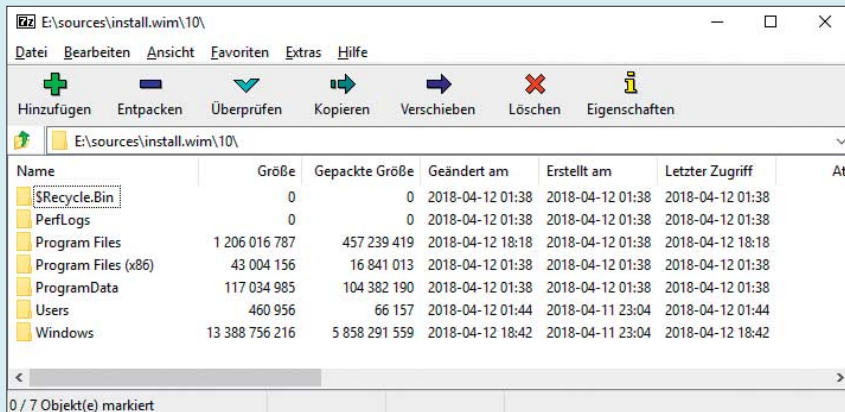 E:\sources\install.wim\10\
Datei Bearbeiten Ansicht Favoriten Extras Hilfe
Hinzufügen Entpacken Überprüfen Kopieren Verschieben Löschen Eigenschaften
E:\sources\install.wim\10\
Name Größe Gepackte Größe Geändert am Erstellt am Letzter Zugriff At
$Recycle.Bin 0 0 2018-04-12 01:38 2018-04-12 01:38 2018-04-12 01:38
PerfLogs 0 0 2018-04-12 01:38 2018-04-12 01:38 2018-04-12 01:38
Program Files 1 206 016 787 457 239 419 2018-04-12 18:18 2018-04-12 01:38 2018-04-12 18:18
Program Files (x86) 43 004 156 16 841 013 2018-04-12 01:38 2018-04-12 01:38 2018-04-12 01:38
ProgramData 117 034 985 104 382 190 2018-04-12 01:38 2018-04-12 01:38 2018-04-12 01:38
Users 460 956 66 157 2018-04-12 01:44 2018-04-11 23:04 2018-04-12 01:44
Windows 13 388 756 216 5 858 291 559 2018-04-12 18:42 2018-04-11 23:04 2018-04-12 18:42
0 / 7 Objekt(e) markiert